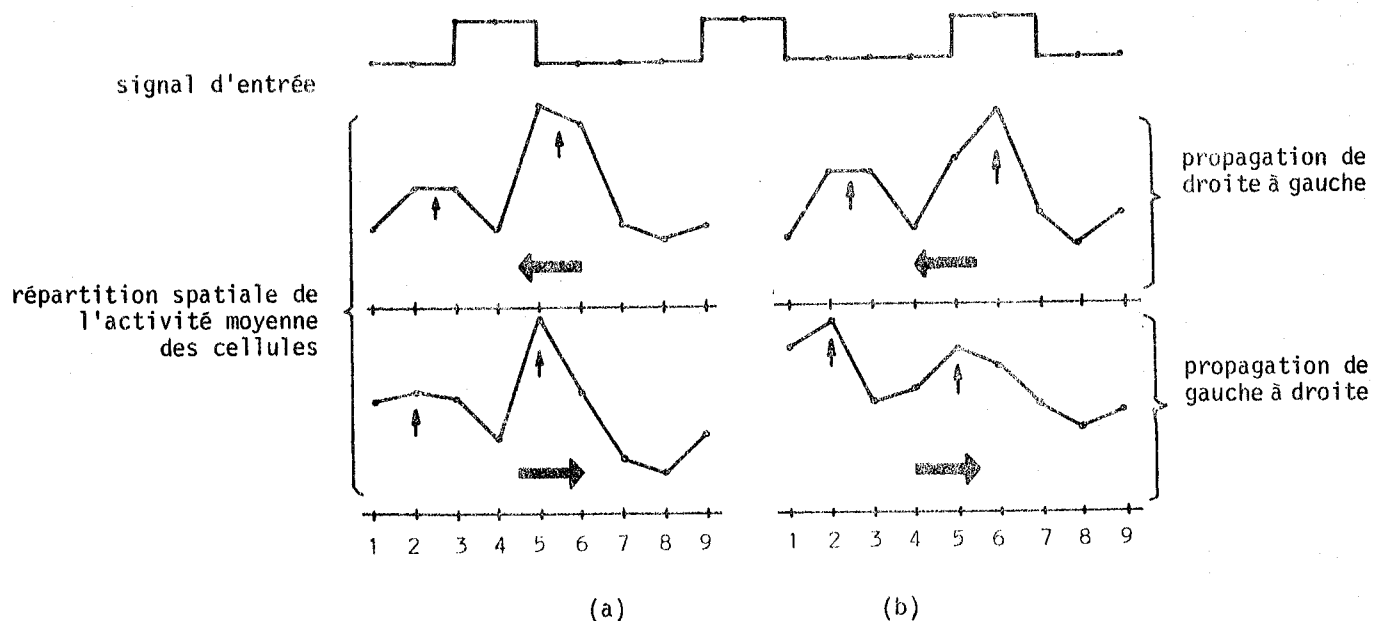 signal d'entrée
propagation de
droite à gauche
répartition spatiale de
l'activité moyenne
des cellules
propagation de
gauche à droite
1 2 3 4 5 6 7 8 9
1 2 3 4 5 6 7 8 9
(a)
(b)